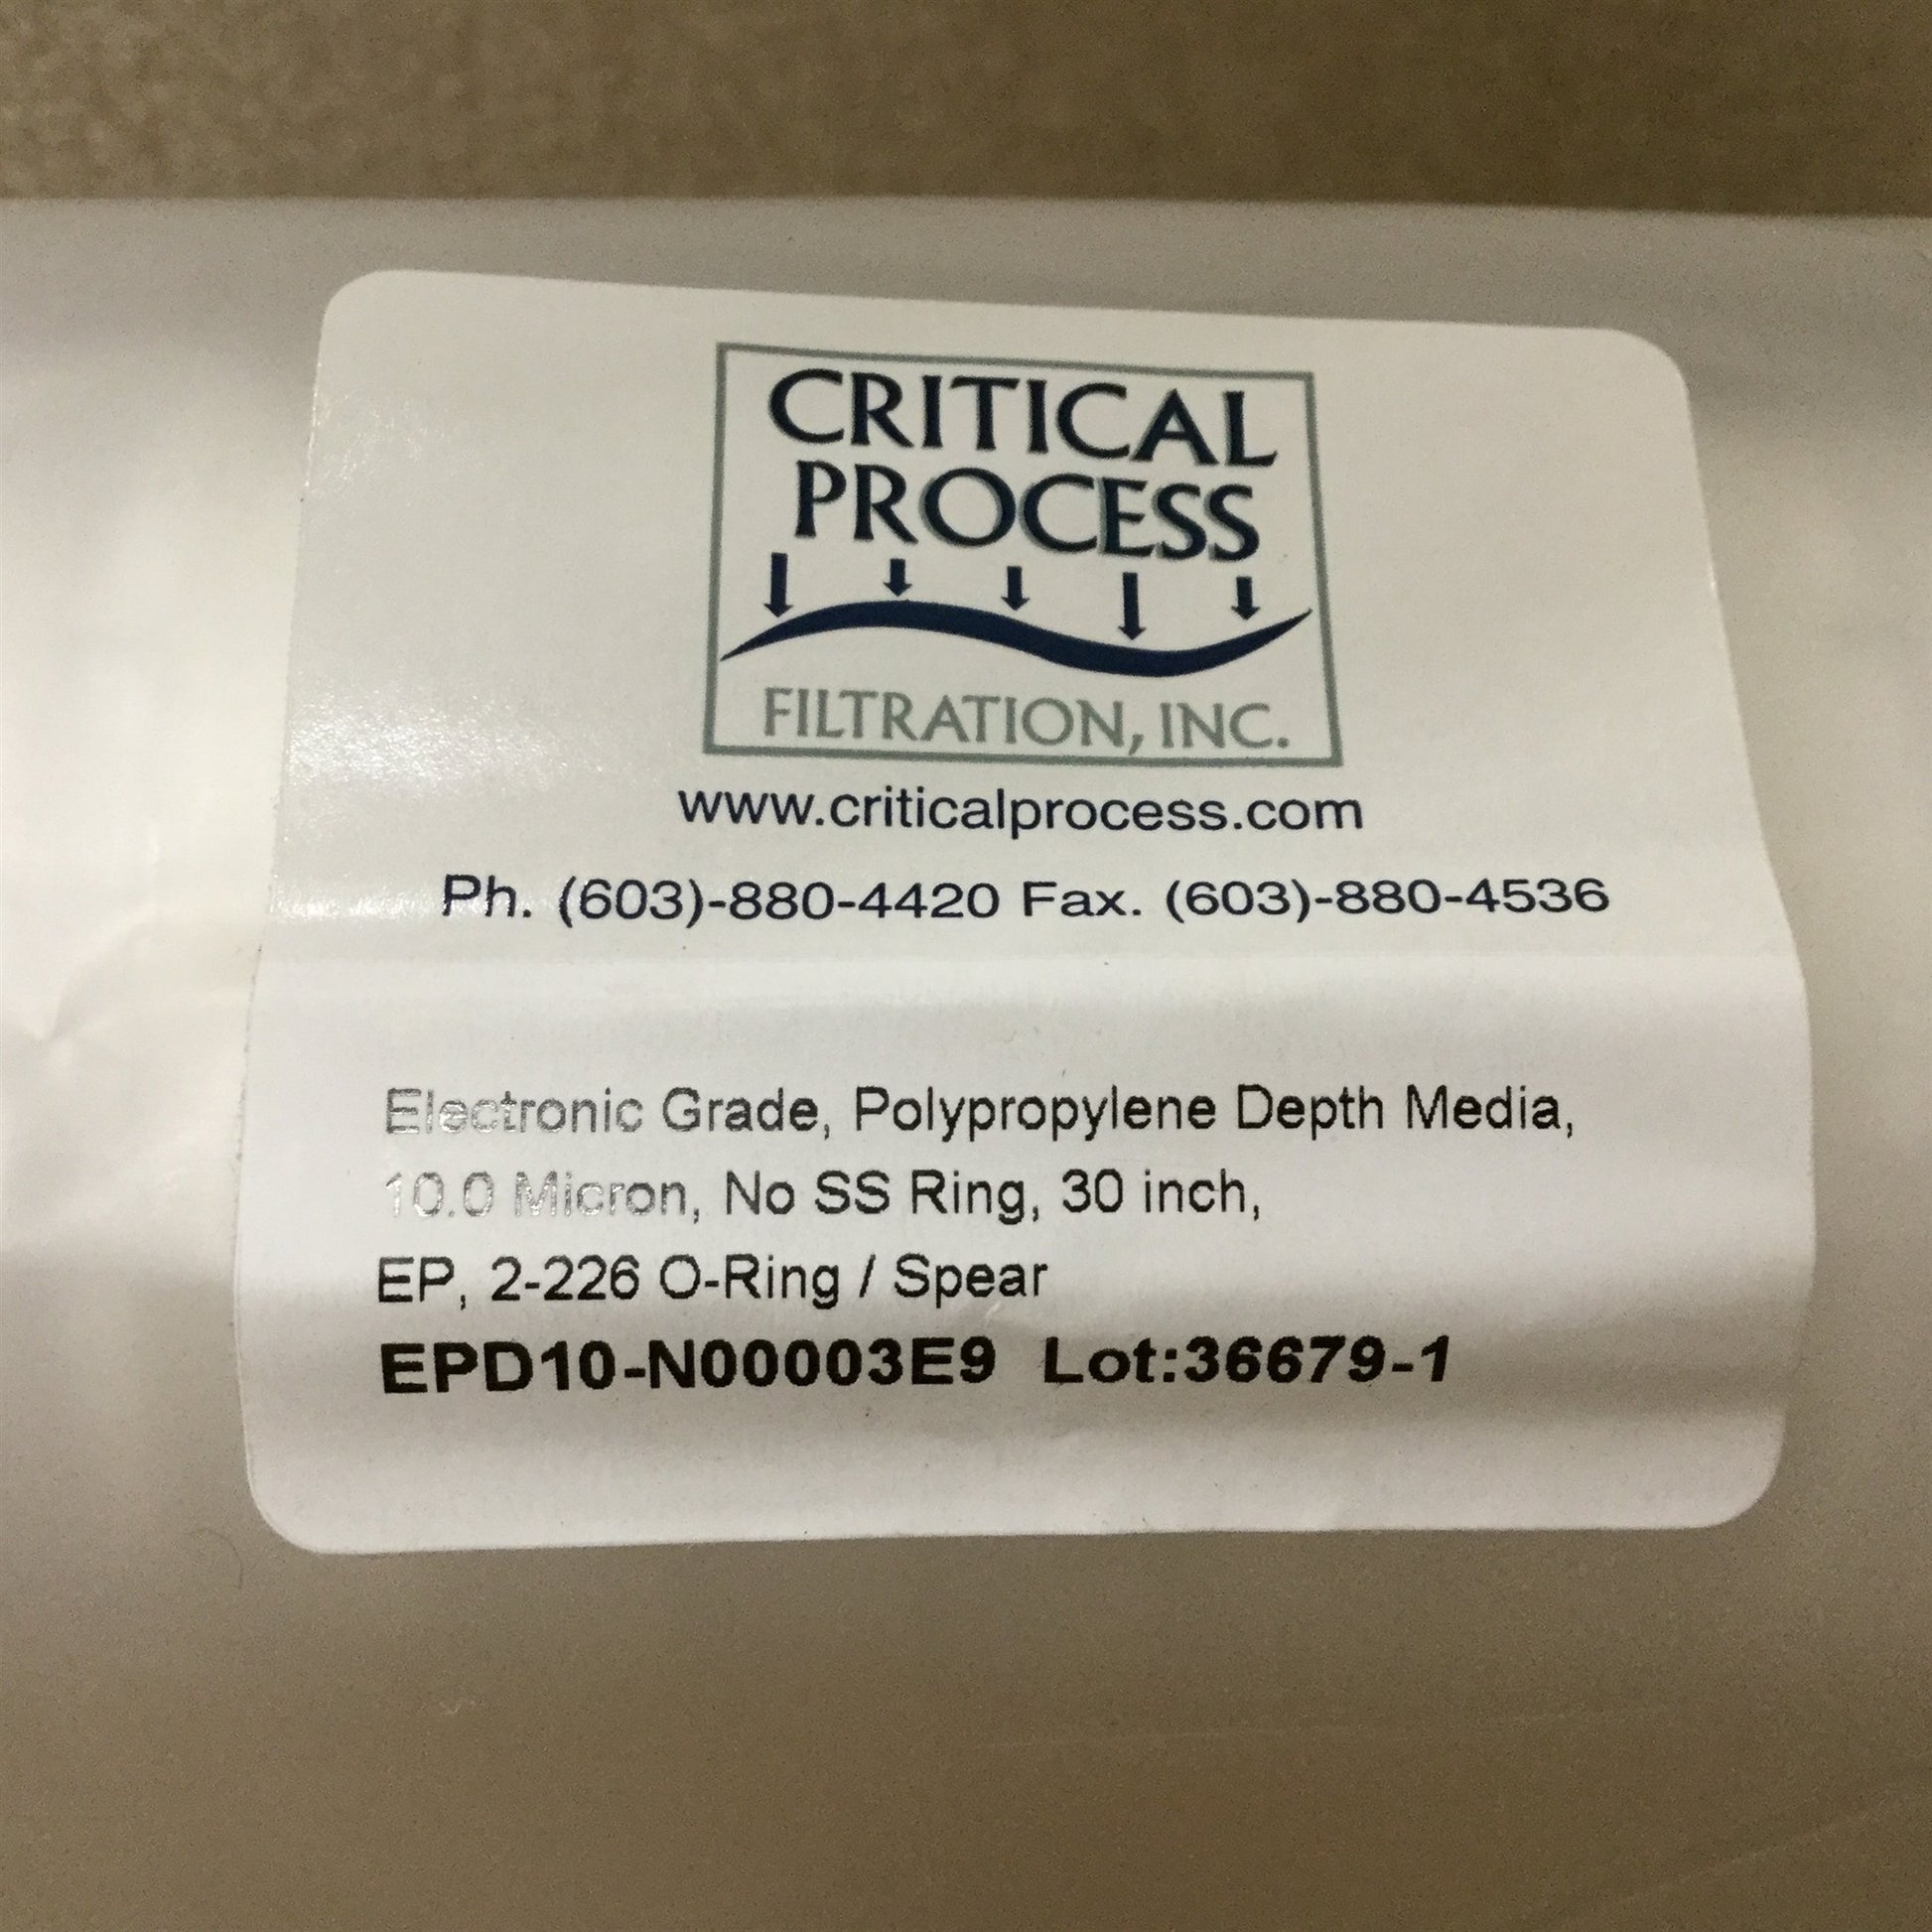 CRITICAL
PROCESS
FILTRATION, INC.
www.criticalprocess.com
Ph. (603)-880-4420 Fax. (603)-880-4536
Electronic Grade, Polypropylene Depth Media,
10.0 Micron, No SS Ring, 30 inch,
EP, 2-226 O-Ring / Spear
EPD10-N00003E9 Lot:36679-1